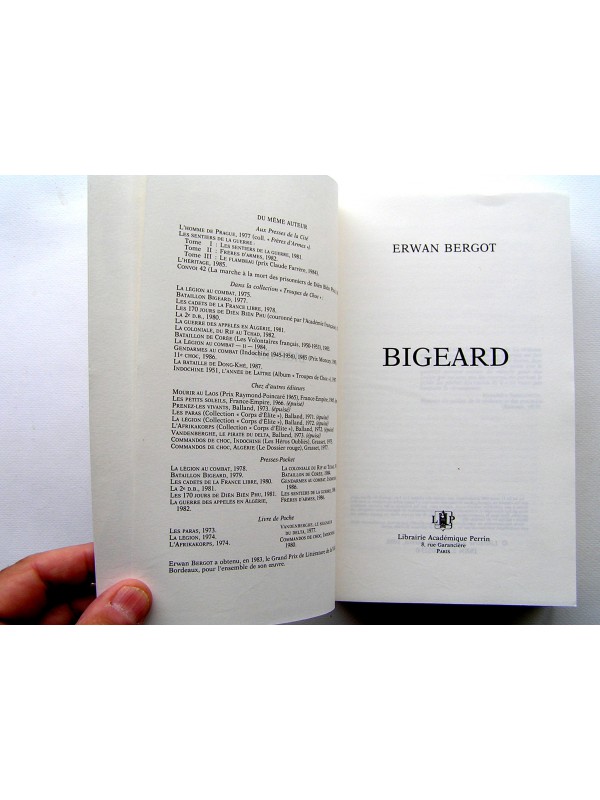 DU MÊME AUTEUR
Aux Presses de la Cité
L'HOMME DE PRAGUE, 1977 (coll. « Frères d'Armes »).
LES SENTIERS DE LA GUERRE :
Tome I : LES SENTIERS DE LA GUERRE, 1981.
Tome II : FRÈRES D'ARMES, 1982.
Tome III : LE FLAMBEAU (prix Claude Farrère, 1984).
L'HÉRITAGE, 1985.
CONVOI 42 (La marche à la mort des prisonniers de Diên Biên
Dans la collection « Troupes de Choc » :
LA LÉGION AU COMBAT, 1975.
BATAILLON BIGEARD, 1977.
LES CADETS DE LA FRANCE LIBRE, 1978.
LES 170 JOURS DE DIÊN BIÊN PHU (couronné par l'Académie
LA 2e D.B., 1980.
LA GUERRE DES APPELÉS EN ALGÉRIE, 1981.
LA COLONIALE, DU RIF AU TCHAD, 1982.
BATAILLON DE CORÉE (Les Volontaires français, 1950-1953), 1983.
LA LÉGION AU COMBAT — II — 1984.
GENDARMES AU COMBAT (Indochine 1945-1956), 1985 (Prix
11e CHOC, 1986.
LA BATAILLE DE DONG-KHÊ, 1987.
INDOCHINE 1951, L'ANNÉE DE LATTRE (Album « Troupes de Choc »),
Chez d'autres éditeurs
MOURIR AU LAOS (Prix Raymond-Poincaré 1965), France-Empire,
LES PETITS SOLEILS, France-Empire, 1966. (épuisé)
PRENEZ-LES VIVANTS, Balland, 1973. (épuisé)
LES PARAS (Collection « Corps d'Élite »), Balland, 1971. (épuisé)
LA LÉGION (Collection « Corps d'Élite »), Balland, 1972. (épuisé)
L'AFRIKAKORPS (Collection « Corps d'Élite »), Balland, (épuisé)
VANDENBERGHE, LE PIRATE DU DELTA, Balland, 1973. (épuisé)
COMMANDOS DE CHOC, INDOCHINE (Les Héros Oubliés), Grasset,
COMMANDOS DE CHOC, ALGÉRIE (Le Dossier rouge), Grasset,
Presses-Pocket
LA LÉGION AU COMBAT, 1978.
BATAILLON BIGEARD, 1979.
LES CADETS DE LA FRANCE LIBRE, 1980.
LA 2e D.B., 1981.
LES 170 JOURS DE DIÊN BIÊN PHU, 1981.
LA GUERRE DES APPELÉS EN ALGÉRIE,
1982.
LA COLONIALE DU RIF AU
BATAILLON DE CORÉE,
GENDARMES AU COMBAT,
1986.
LES SENTIERS DE LA GUERRE,
FRÈRES D'ARMES, 1986.
Livre de Poche
LES PARAS, 1973.
LA LÉGION, 1974.
L'AFRIKAKORPS, 1974.
VANDENBERGHE, LE
DU DELTA, 1977.
COMMANDOS DE CHOC,
1980.
Erwan BERGOT a obtenu, en 1983, le Grand Prix de Littérature de la
Bordeaux, pour l'ensemble de son œuvre.
ERWAN BERGOT
BIGEARD
Librairie Académique Perrin
8, rue Garancière
PARIS